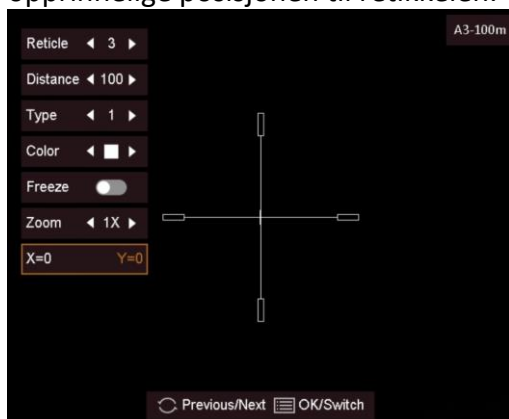 opprinnelige posisjonen til retikkelen.
A3-100m
Reticle 3
Distance 100
Type 1
Color
Freeze
Zoom 1X
X=0 Y=0
Previous/Next OK/Switch